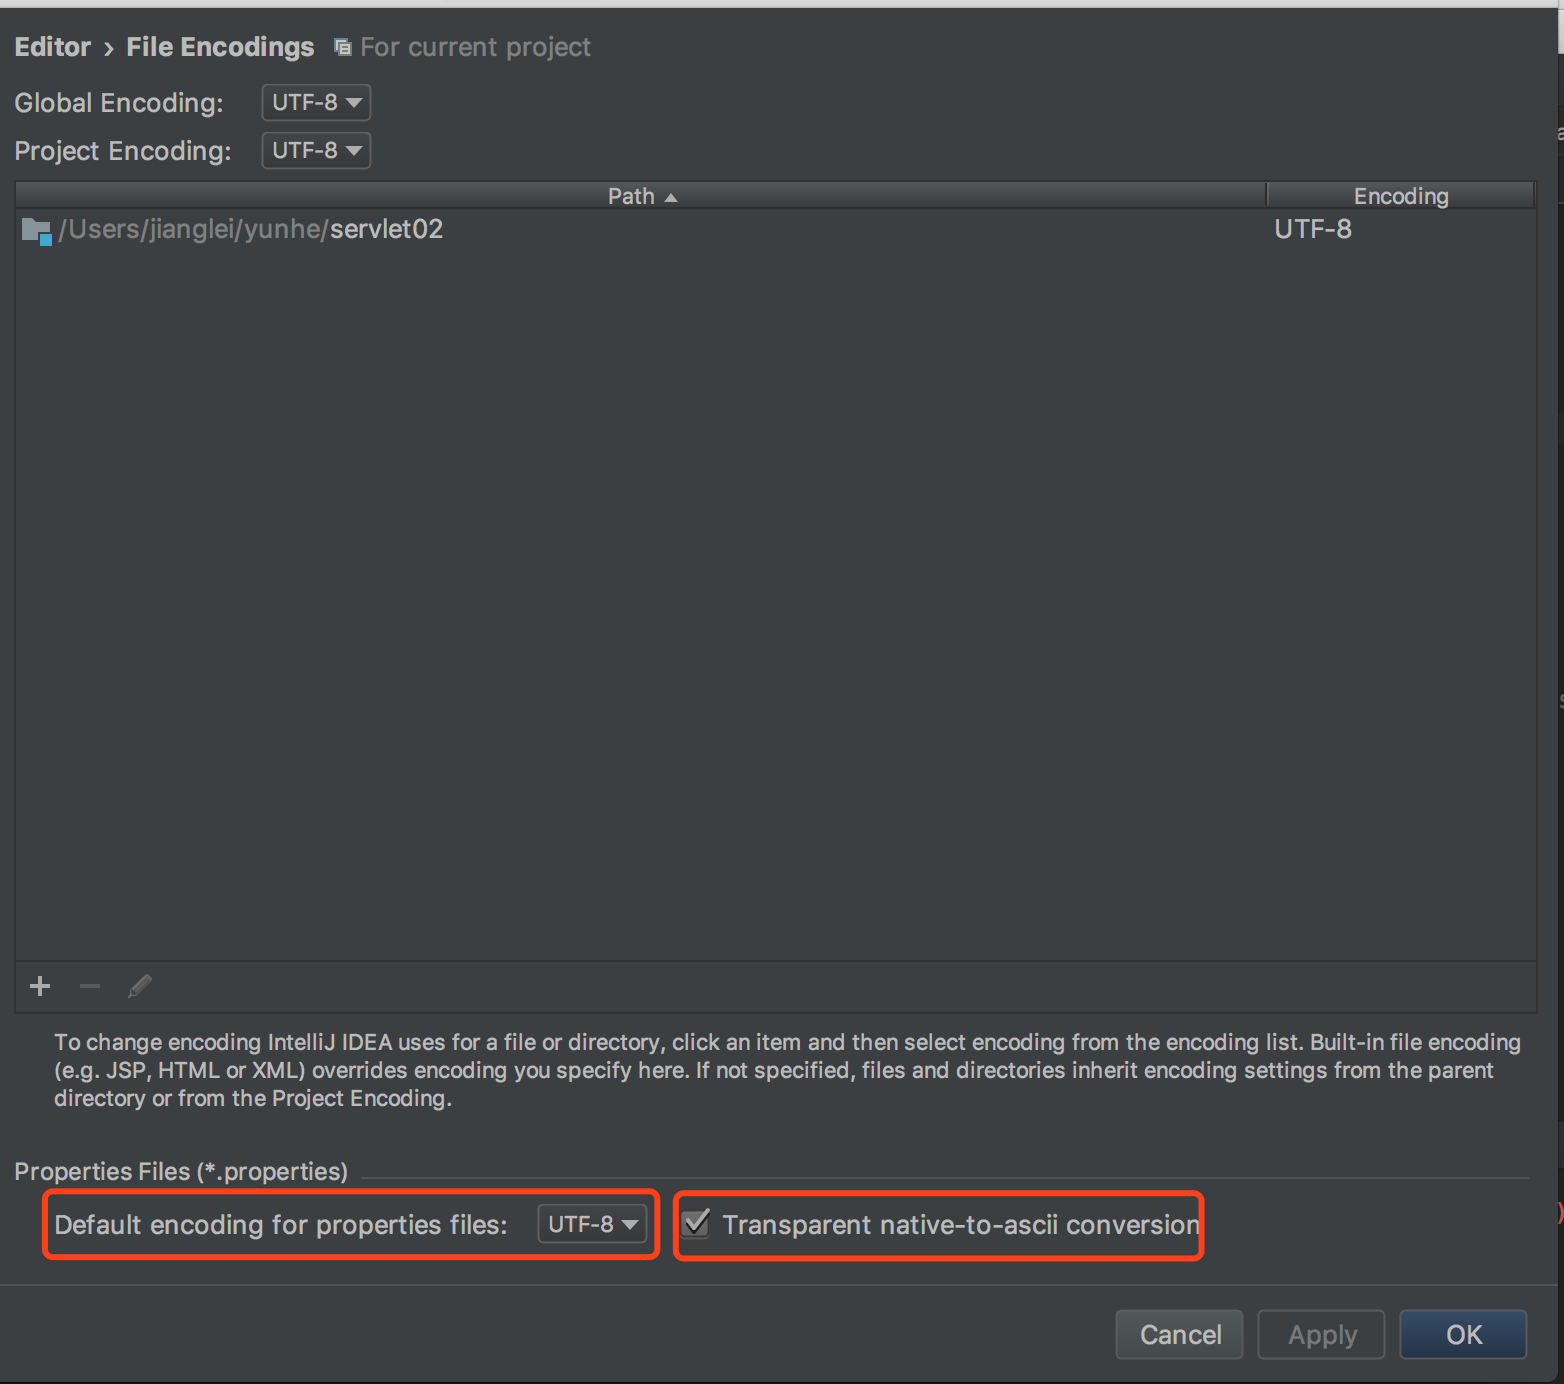 Editor › File Encodings For current project
Global Encoding: UTF-8
Project Encoding: UTF-8
Path Encoding
/Users/jianglei/yunhe/servlet02 UTF-8
To change encoding IntelliJ IDEA uses for a file or directory, click an item and then select encoding from the encoding list. Built-in file encoding
(e.g. JSP, HTML or XML) overrides encoding you specify here. If not specified, files and directories inherit encoding settings from the parent
directory or from the Project Encoding.
Properties Files (*.properties)
Default encoding for properties files: UTF-8 Transparent native-to-ascii conversion
Cancel Apply OK